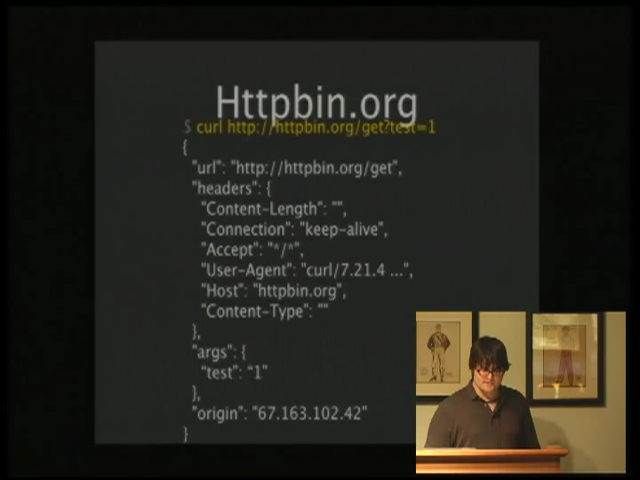 Httpbin.org
$ curl http://httpbin.org/get?test=1
{
"url": "http://httpbin.org/get",
"headers": {
"Content-Length": "",
"Connection": "keep-alive",
"Accept": "*/*",
"User-Agent": "curl/7.21.4 ...",
"Host": "httpbin.org",
"Content-Type": ""
},
"args": {
"test": "1"
},
"origin": "67.163.102.42"
}